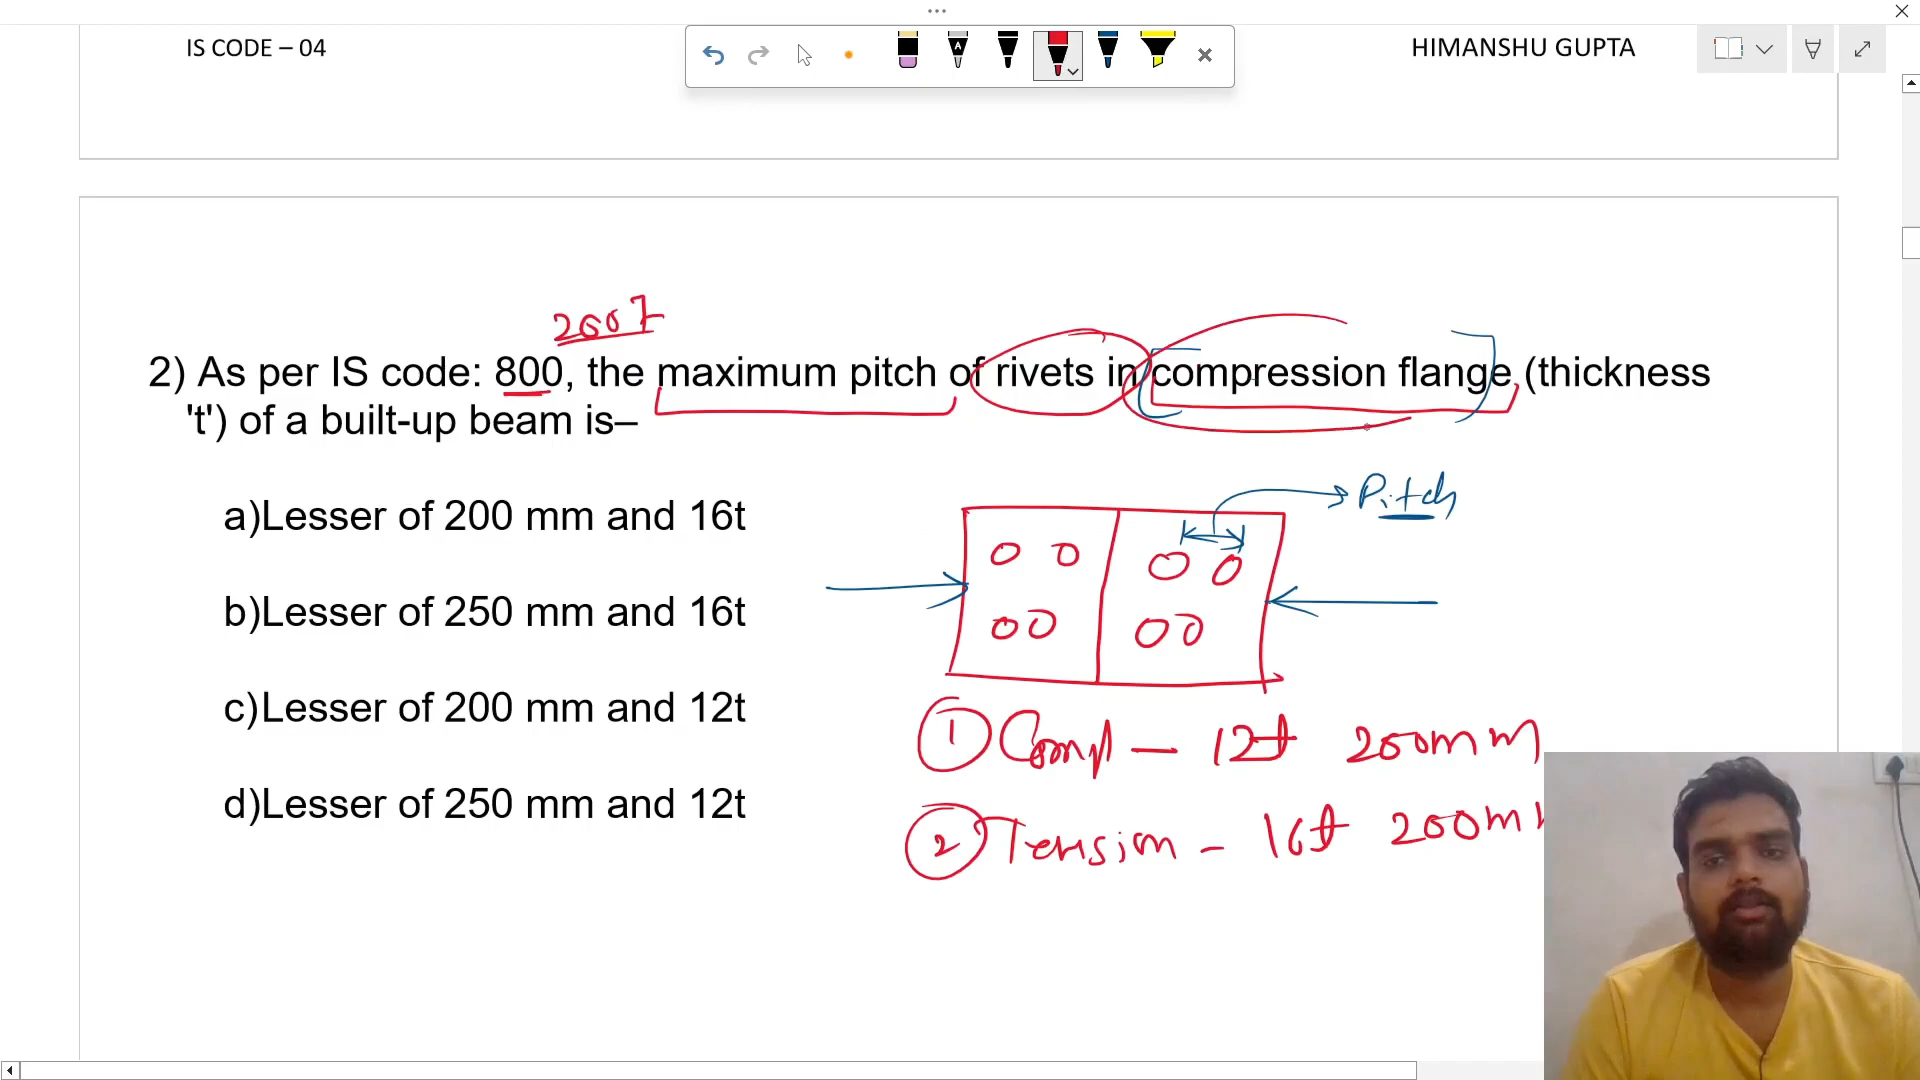 IS CODE – 04
HIMANSHU GUPTA
2007
2) As per IS code: 800, the maximum pitch of rivets in compression flange (thickness
't') of a built-up beam is–
a)Lesser of 200 mm and 16t
Pitch
b)Lesser of 250 mm and 16t
c)Lesser of 200 mm and 12t
① Comp – 12t 200mm
d)Lesser of 250 mm and 12t
② Tension – 16t 200m